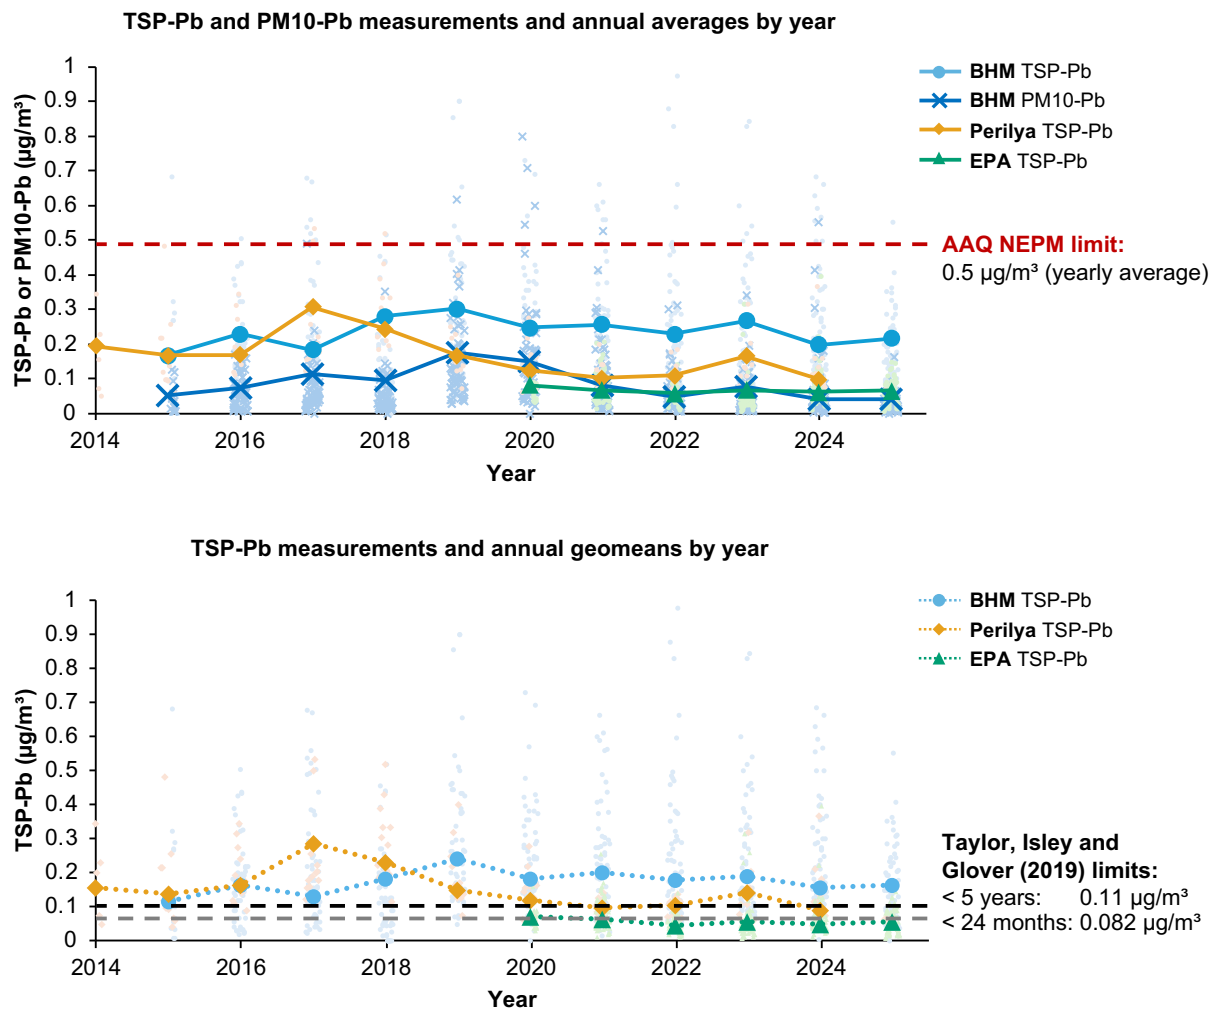 TSP-Pb and PM10-Pb measurements and annual averages by year
TSP-Pb or PM10-Pb (µg/m³)
1
0.9
0.8
0.7
0.6
0.5
0.4
0.3
0.2
0.1
0
2014
2016
2018
2020
2022
2024
Year
BHM TSP-Pb
BHM PM10-Pb
Perilya TSP-Pb
EPA TSP-Pb
AAQ NEPM limit:
0.5 µg/m³ (yearly average)
TSP-Pb measurements and annual geomeans by year
TSP-Pb (µg/m³)
1
0.9
0.8
0.7
0.6
0.5
0.4
0.3
0.2
0.1
0
2014
2016
2018
2020
2022
2024
Year
BHM TSP-Pb
Perilya TSP-Pb
EPA TSP-Pb
Taylor, Isley and
Glover (2019) limits:
< 5 years: 0.11 µg/m³
< 24 months: 0.082 µg/m³